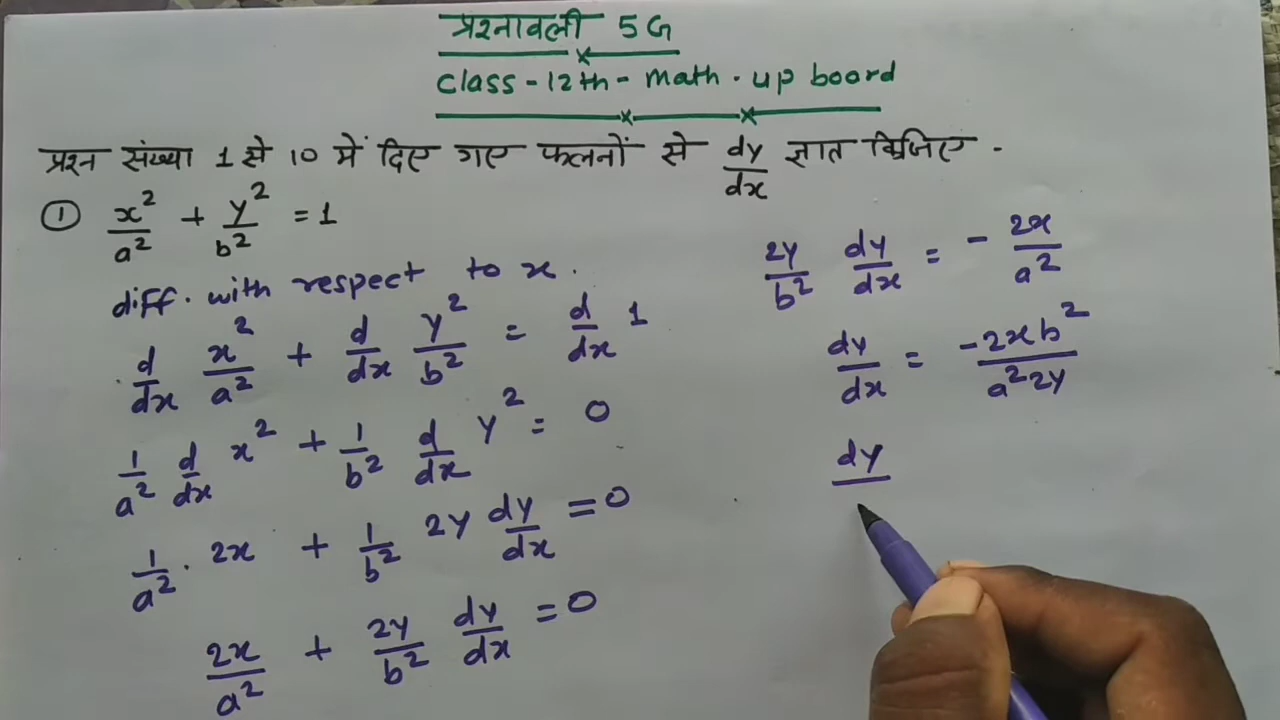 प्रश्नावली 5G
Class-12th-math. up board
प्रश्न संख्या 1 से 10 में दिए गए फलनों से dy/dx ज्ञात किजिए .
① x²/a² + y²/b² = 1
diff. with respect to x.
d/dx x²/a² + d/dx y²/b² = d/dx 1
1/a² d/dx x² + 1/b² d/dx y² = 0
1/a² . 2x + 1/b² 2y dy/dx = 0
2x/a² + 2y/b² dy/dx = 0
2y/b² dy/dx = - 2x/a²
dy/dx = -2xb²/a²2y
dy